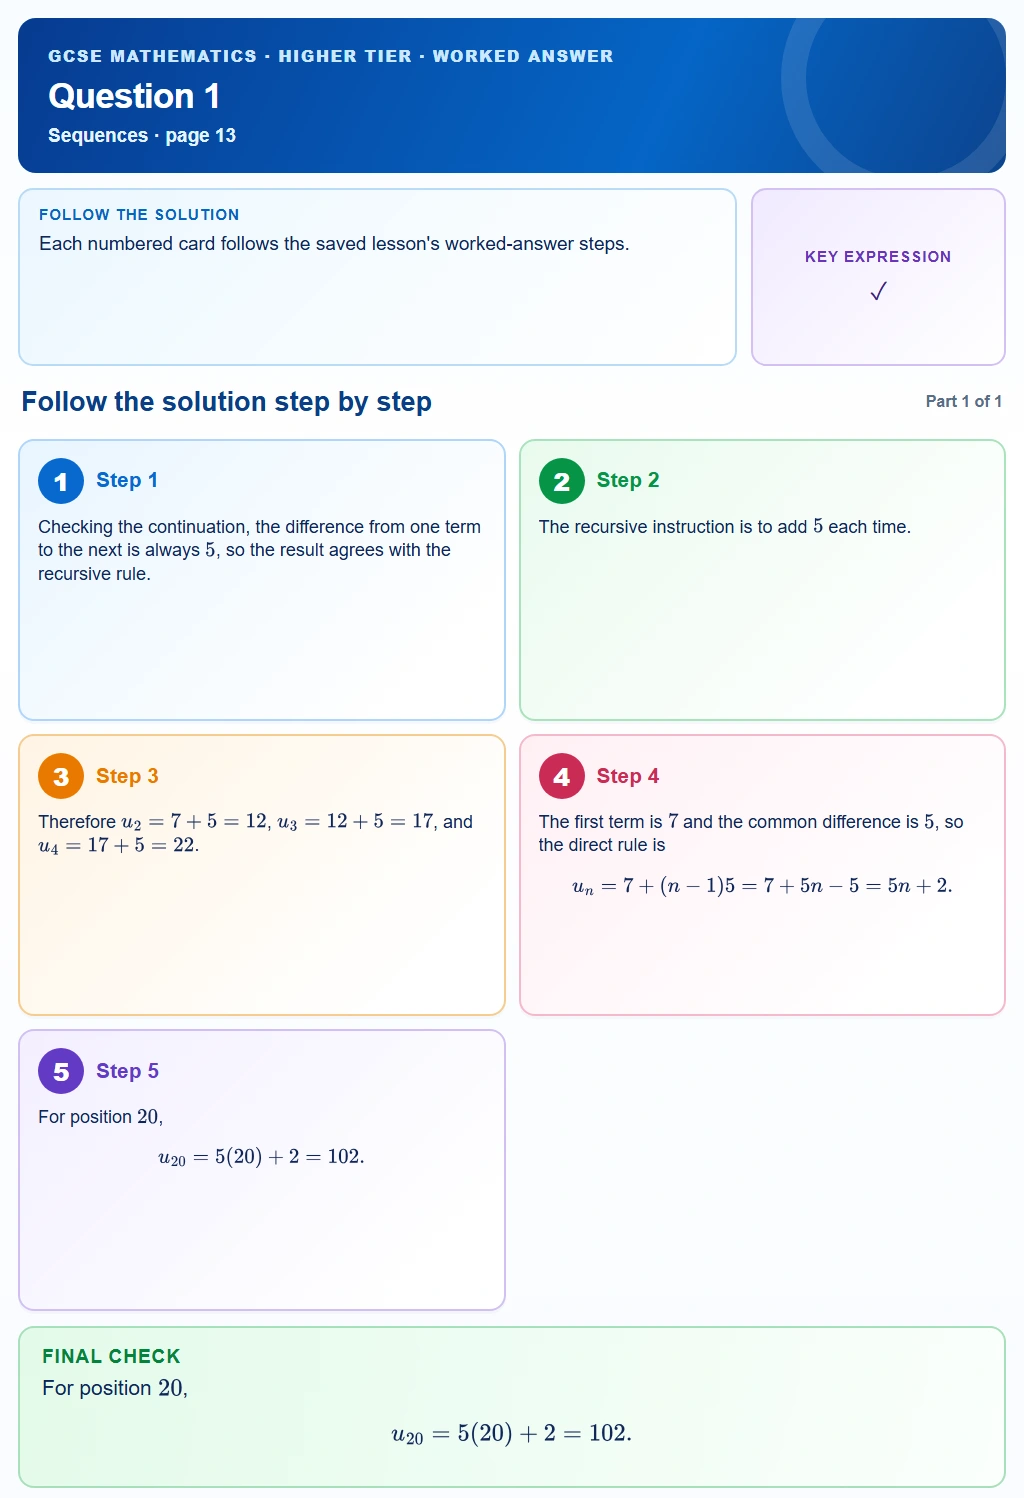 GCSE MATHEMATICS · HIGHER TIER · WORKED ANSWER
Question 1
Sequences · page 13
FOLLOW THE SOLUTION
Each numbered card follows the saved lesson's worked-answer steps.
KEY EXPRESSION
✓
Follow the solution step by step
Part 1 of 1
1 Step 1
Checking the continuation, the difference from one term
to the next is always 5, so the result agrees with the
recursive rule.
2 Step 2
The recursive instruction is to add 5 each time.
3 Step 3
Therefore u₂ = 7 + 5 = 12, u₃ = 12 + 5 = 17, and
u₄ = 17 + 5 = 22.
4 Step 4
The first term is 7 and the common difference is 5, so
the direct rule is
uₙ = 7 + (n − 1)5 = 7 + 5n − 5 = 5n + 2.
5 Step 5
For position 20,
u₂₀ = 5(20) + 2 = 102.
FINAL CHECK
For position 20,
u₂₀ = 5(20) + 2 = 102.